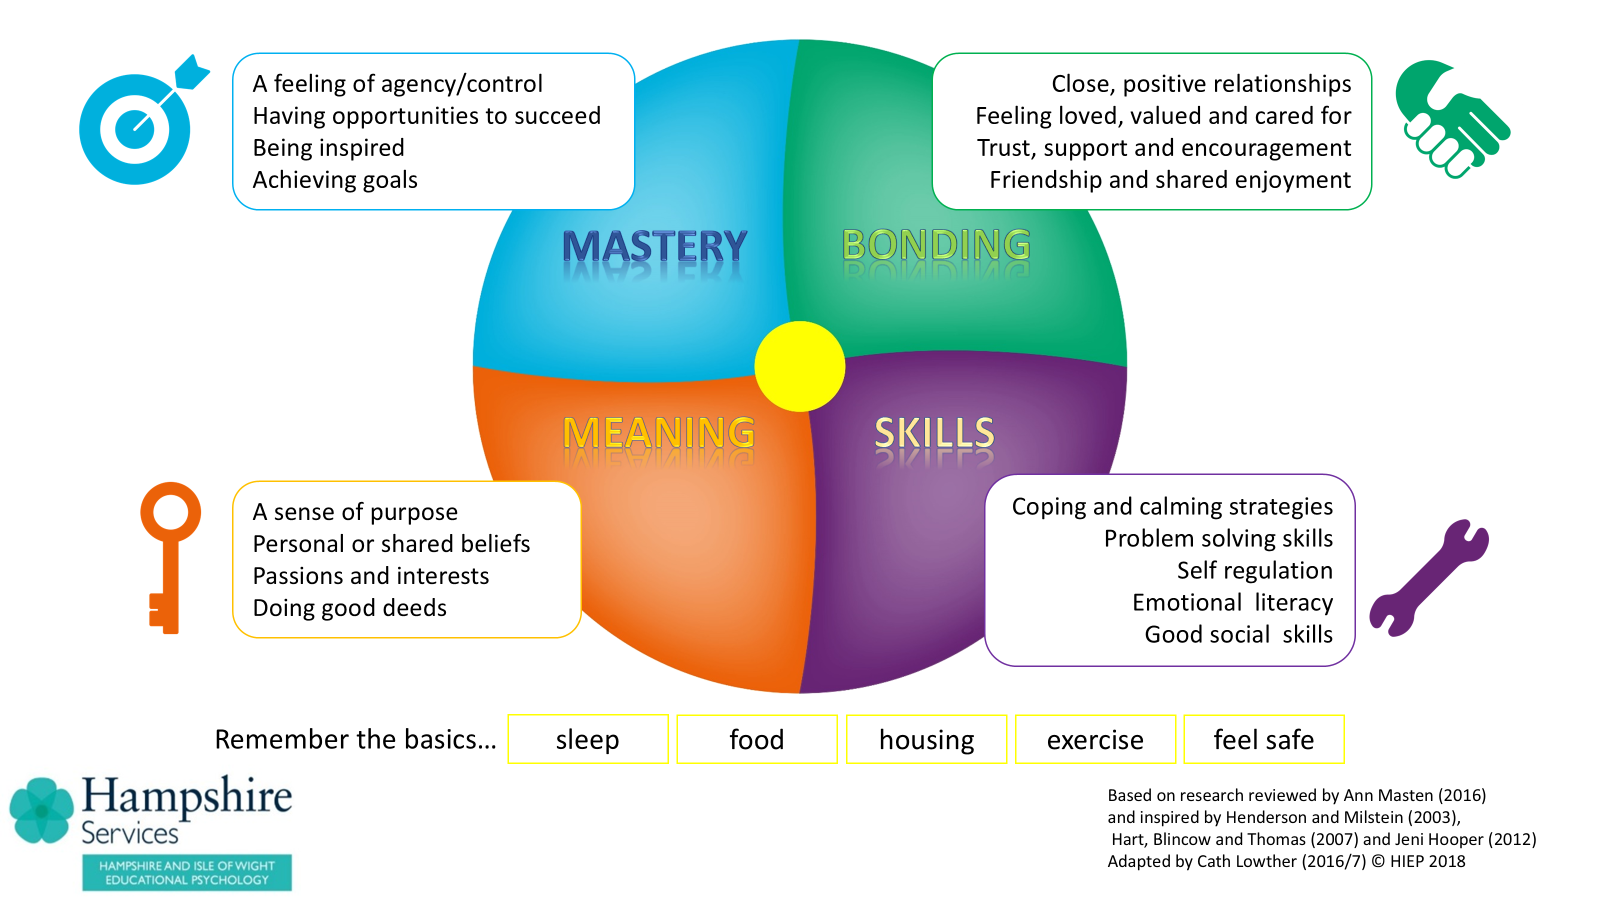 A feeling of agency/control
Having opportunities to succeed
Being inspired
Achieving goals
Close, positive relationships
Feeling loved, valued and cared for
Trust, support and encouragement
Friendship and shared enjoyment
MASTERY
BONDING
MEANING
SKILLS
A sense of purpose
Personal or shared beliefs
Passions and interests
Doing good deeds
Coping and calming strategies
Problem solving skills
Self regulation
Emotional literacy
Good social skills
Remember the basics... sleep food housing exercise feel safe
Hampshire
Services
HAMPSHIRE AND ISLE OF WIGHT
EDUCATIONAL PSYCHOLOGY
Based on research reviewed by Ann Masten (2016)
and inspired by Henderson and Milstein (2003),
Hart, Blincow and Thomas (2007) and Jeni Hooper (2012)
Adapted by Cath Lowther (2016/7) © HIEP 2018